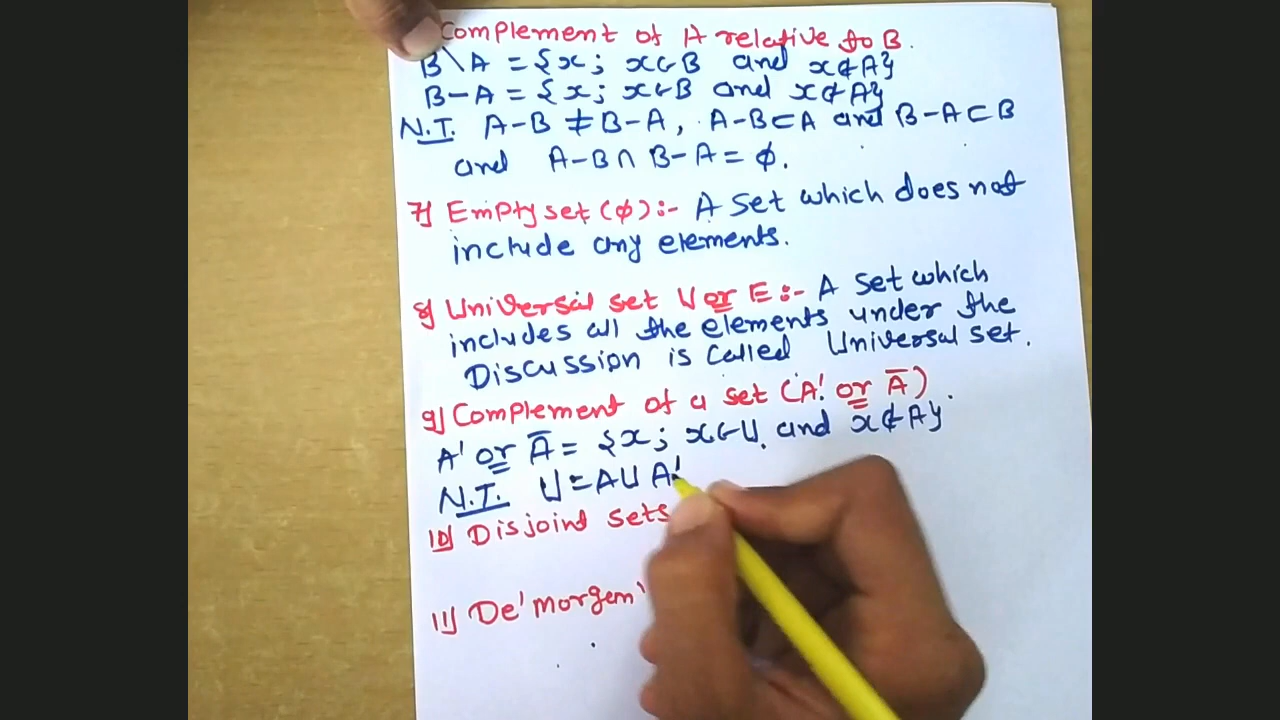 Complement of A relative to B.
B\A = {x; x∈B and x∉A}
B-A = {x; x∈B and x∉A}
N.T. A-B ≠ B-A, A-B⊂A and B-A⊂B
and A-B∩B-A = ϕ.
7) Empty set (ϕ):- A set which does not
include any elements.
8) Universal set U or E:- A set which
includes all the elements under the
Discussion is called Universal set.
9) Complement of a set (A' or Ā).
A' or Ā = {x; x∈U and x∉A}
N.T. U = A∪A'
10) Disjoint sets
11) De'morgen'